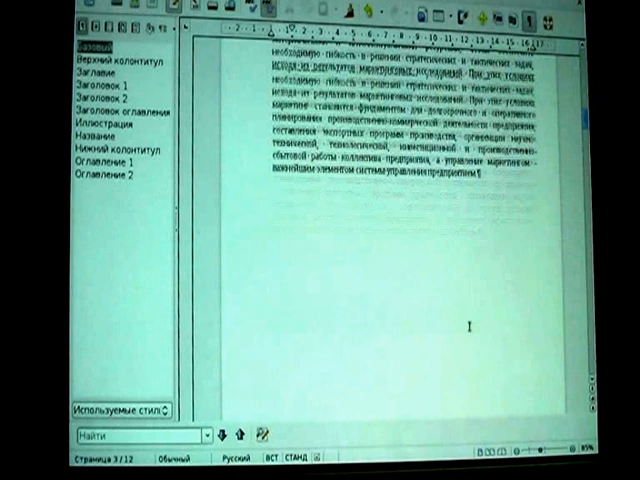 Базовый
Верхний колонтитул
Заглавие
Заголовок 1
Заголовок 2
Заголовок оглавления
Иллюстрация
Название
Нижний колонтитул
Оглавление 1
Оглавление 2
необходимую гибкость в решении стратегических и тактических задач,
исходя из результатов маркетинговых исследований. При этих условиях
необходимую гибкость в решении стратегических и тактических задач,
исходя из результатов маркетинговых исследований. При этих условиях
маркетинг становится фундаментом для долгосрочного и оперативного
планирования производственно-коммерческой деятельности предприятия,
составления экспортных программ производства, организации научно-
технической, технологической, инвестиционной и производственно-
сбытовой работы коллектива предприятия, а управление маркетингом -
важнейшим элементом системы управления предприятием.¶
Используемые стил
Найти
Страница 3 / 12 Обычный Русский ВСТ СТАНД 85%